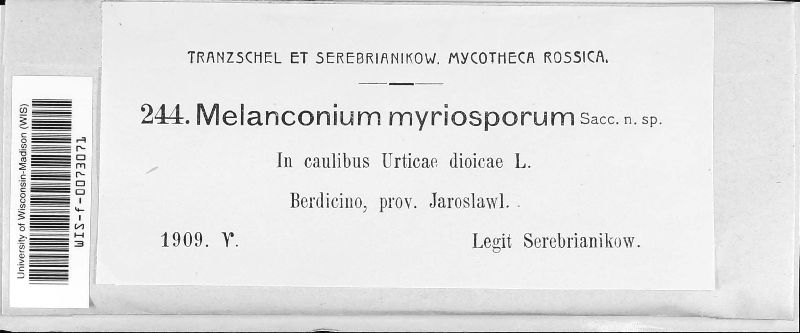 TRANZSCHEL ET SEREBRIANIKOW. MYCOTHECA ROSSICA.
244. Melanconium myriosporum Sacc. n. sp.
In caulibus Urticae dioicae L.
Berdicino, prov. Jaroslawl.
1909. V.
Legit Serebrianikow.
University of Wisconsin-Madison (WIS)
WIS-f-0073071